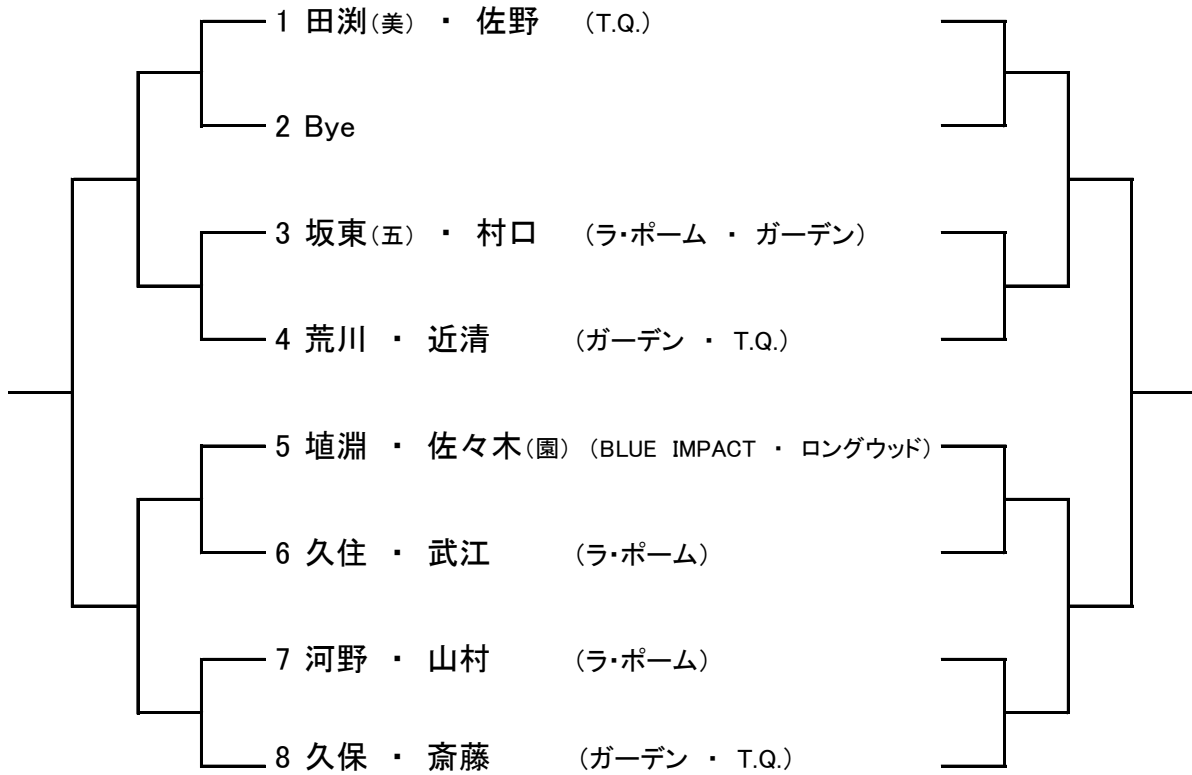 1 田渕(美) ・ 佐野 (T.Q.)
2 Bye
3 坂東(五) ・ 村口 (ラ・ポーム ・ ガーデン)
4 荒川 ・ 近清 (ガーデン ・ T.Q.)
5 埴淵 ・ 佐々木(園) (BLUE IMPACT ・ ロングウッド)
6 久住 ・ 武江 (ラ・ポーム)
7 河野 ・ 山村 (ラ・ポーム)
8 久保 ・ 斎藤 (ガーデン ・ T.Q.)